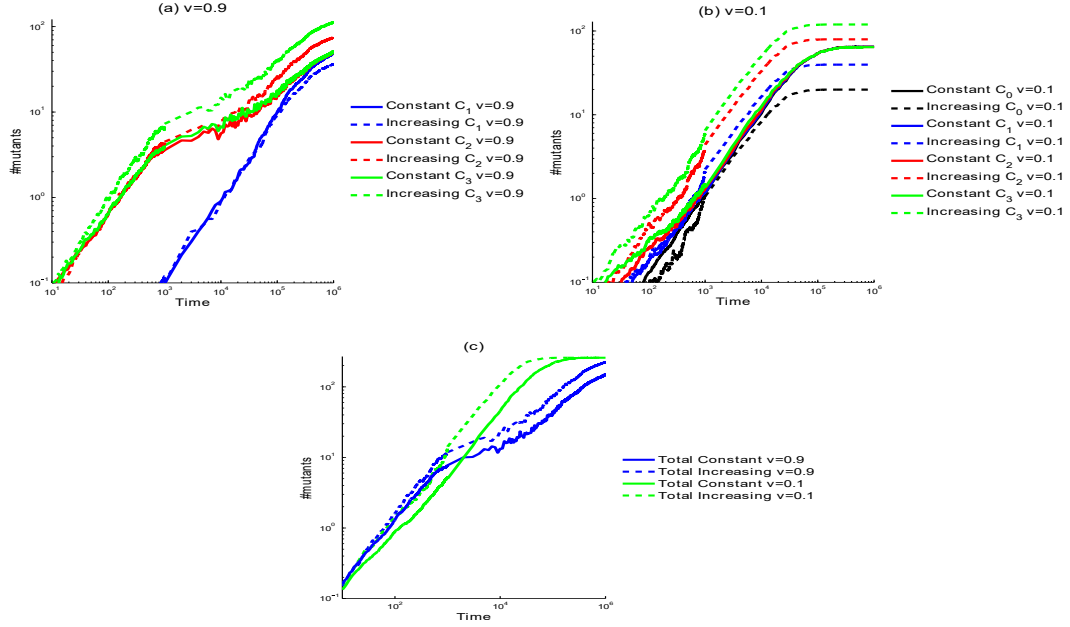 (a) v=0.9
#mutants
10²
10¹
10⁰
10⁻¹
10¹ 10² 10³ 10⁴ 10⁵ 10⁶
Time
Constant C₁ v=0.9
Increasing C₁ v=0.9
Constant C₂ v=0.9
Increasing C₂ v=0.9
Constant C₃ v=0.9
Increasing C₃ v=0.9
(b) v=0.1
#mutants
10²
10¹
10⁰
10⁻¹
10¹ 10² 10³ 10⁴ 10⁵ 10⁶
Time
Constant C₀ v=0.1
Increasing C₀ v=0.1
Constant C₁ v=0.1
Increasing C₁ v=0.1
Constant C₂ v=0.1
Increasing C₂ v=0.1
Constant C₃ v=0.1
Increasing C₃ v=0.1
(c)
#mutants
10²
10¹
10⁰
10⁻¹
10² 10⁴ 10⁶
Time
Total Constant v=0.9
Total Increasing v=0.9
Total Constant v=0.1
Total Increasing v=0.1